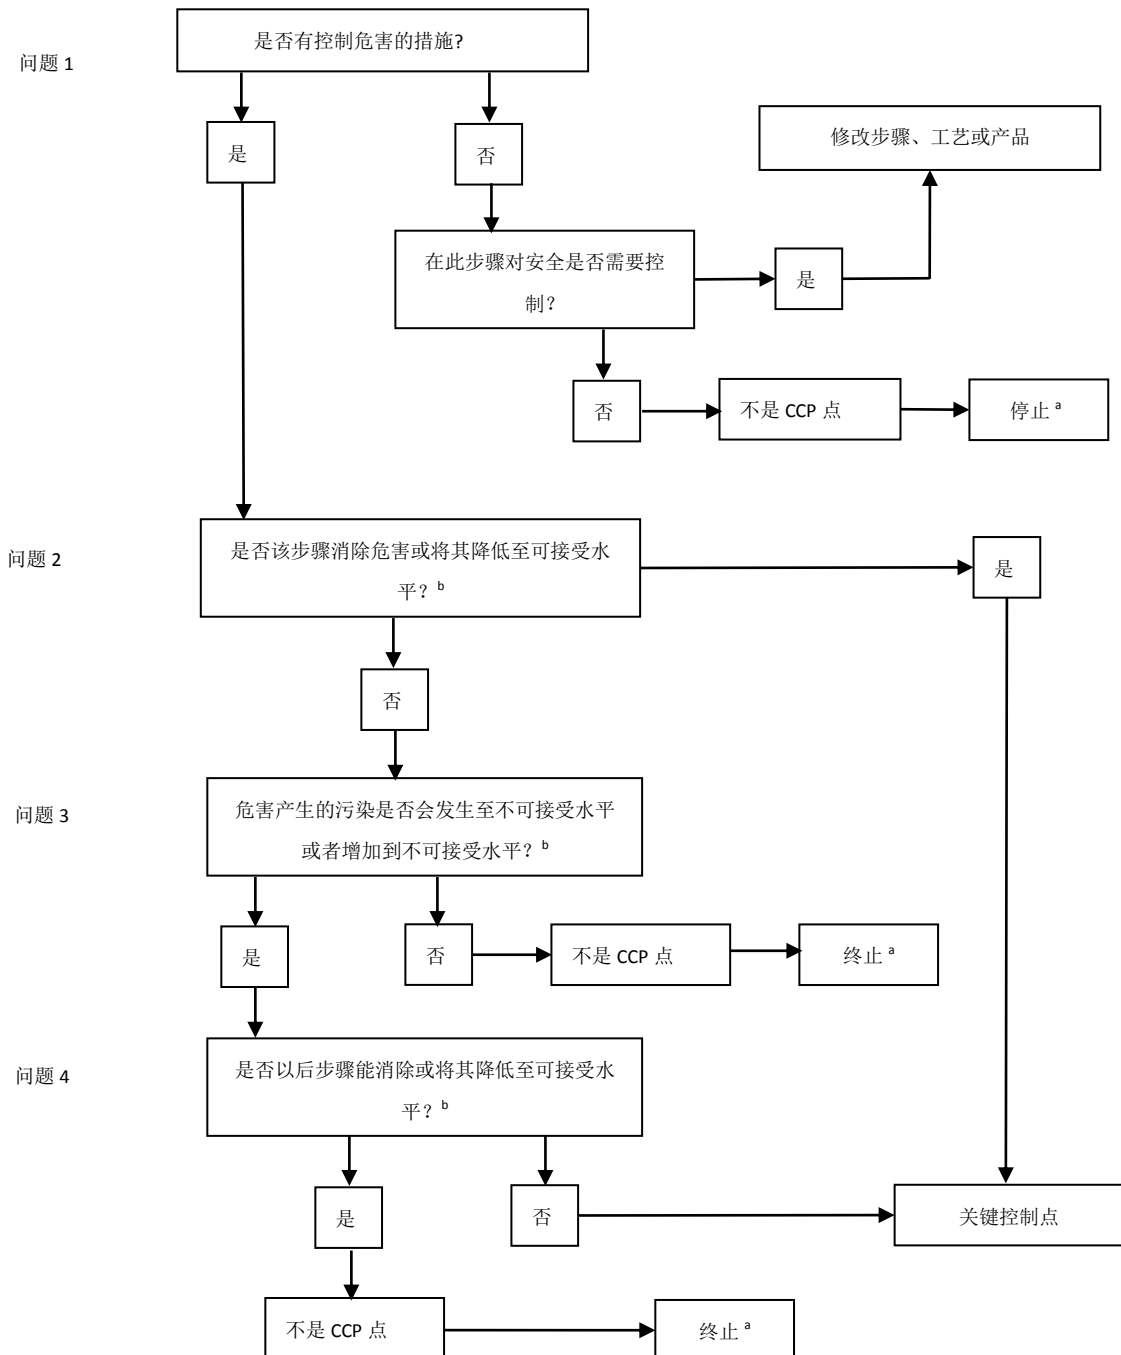 是否有控制危害的措施?
问题 1
是
否
修改步骤、工艺或产品
在此步骤对安全是否需要控
制？
是
否
不是 CCP 点
停止 a
问题 2
是否该步骤消除危害或将其降低至可接受水
平？b
是
否
问题 3
危害产生的污染是否会发生至不可接受水平
或者增加到不可接受水平？b
是
否
不是 CCP 点
终止 a
问题 4
是否以后步骤能消除或将其降低至可接受水
平？b
是
否
关键控制点
不是 CCP 点
终止 a